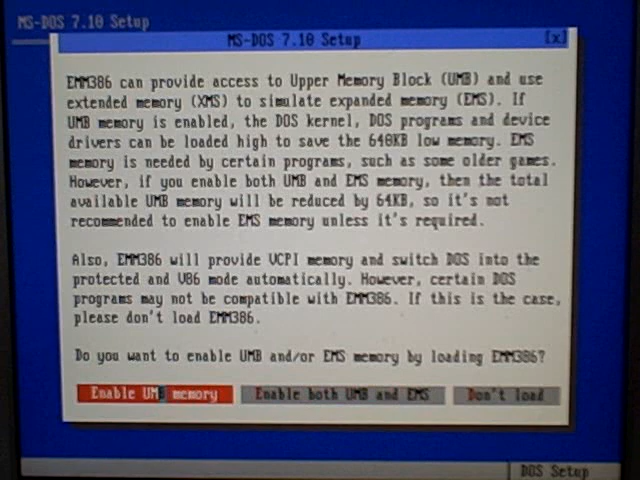 MS-DOS 7.10 Setup
MS-DOS 7.10 Setup [x]
EMM386 can provide access to Upper Memory Block (UMB) and use
extended memory (XMS) to simulate expanded memory (EMS). If
UMB memory is enabled, the DOS kernel, DOS programs and device
drivers can be loaded high to save the 640KB low memory. EMS
memory is needed by certain programs, such as some older games.
However, if you enable both UMB and EMS memory, then the total
available UMB memory will be reduced by 64KB, so it's not
recommended to enable EMS memory unless it's required.
Also, EMM386 will provide VCPI memory and switch DOS into the
protected and V86 mode automatically. However, certain DOS
programs may not be compatible with EMM386. If this is the case,
please don't load EMM386.
Do you want to enable UMB and/or EMS memory by loading EMM386?
Enable UMB memory Enable both UMB and EMS Don't load
DOS Setup